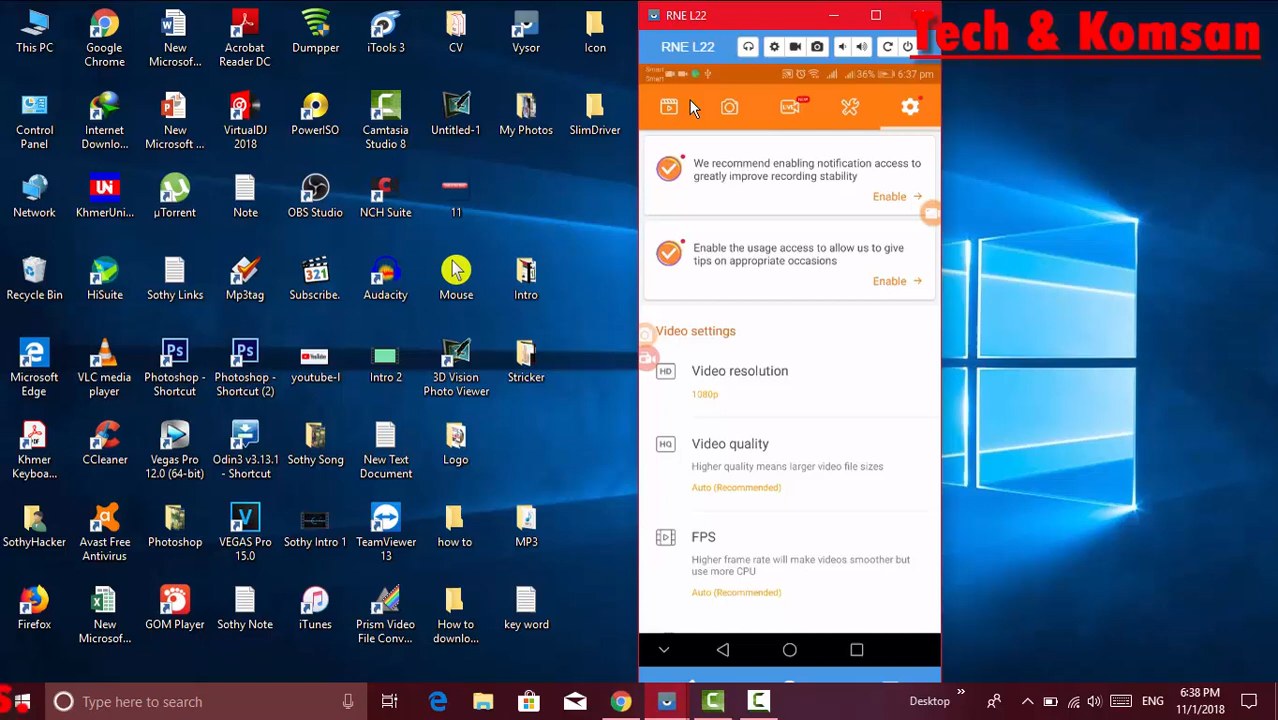 This PC
Google
Chrome
New
Microsof...
Acrobat
Reader DC
Dumpper
iTools 3
CV
Vysor
Icon
Control
Panel
Internet
Downlo...
New
Microsoft ...
VirtualDJ
2018
PowerISO
Camtasia
Studio 8
Untitled-1
My Photos
SlimDriver
Network
KhmerUni...
µTorrent
Note
OBS Studio
NCH Suite
11
Recycle Bin
HiSuite
Sothy Links
Mp3tag
Subscribe.
Audacity
Mouse
Intro
Microsoft
Edge
VLC media
player
Photoshop -
Shortcut
Photoshop -
Shortcut (2)
youtube-l
Intro 2
3D Vision
Photo Viewer
Stricker
Khmer
Keyboa...
CCleaner
Vegas Pro
12.0 (64-bit)
Odin3 v3.13.1
- Shortcut
Sothy Song
New Text
Document
Logo
SothyHacker
Avast Free
Antivirus
Photoshop
VEGAS Pro
15.0
Sothy Intro 1
TeamViewer
13
how to
MP3
Firefox
New
Microsof...
GOM Player
Sothy Note
iTunes
Prism Video
File Conv...
How to
downlo...
key word
RNE L22
Tech & Komsan
RNE L22
Smart
Smart
36% 6:37 pm
LIVE
NEW
We recommend enabling notification access to
greatly improve recording stability
Enable →
Enable the usage access to allow us to give
tips on appropriate occasions
Enable →
Video settings
HD
Video resolution
1080p
HQ
Video quality
Higher quality means larger video file sizes
Auto (Recommended)
FPS
Higher frame rate will make videos smoother but
use more CPU
Auto (Recommended)
Type here to search
Desktop
»
ENG
6:38 PM
11/1/2018